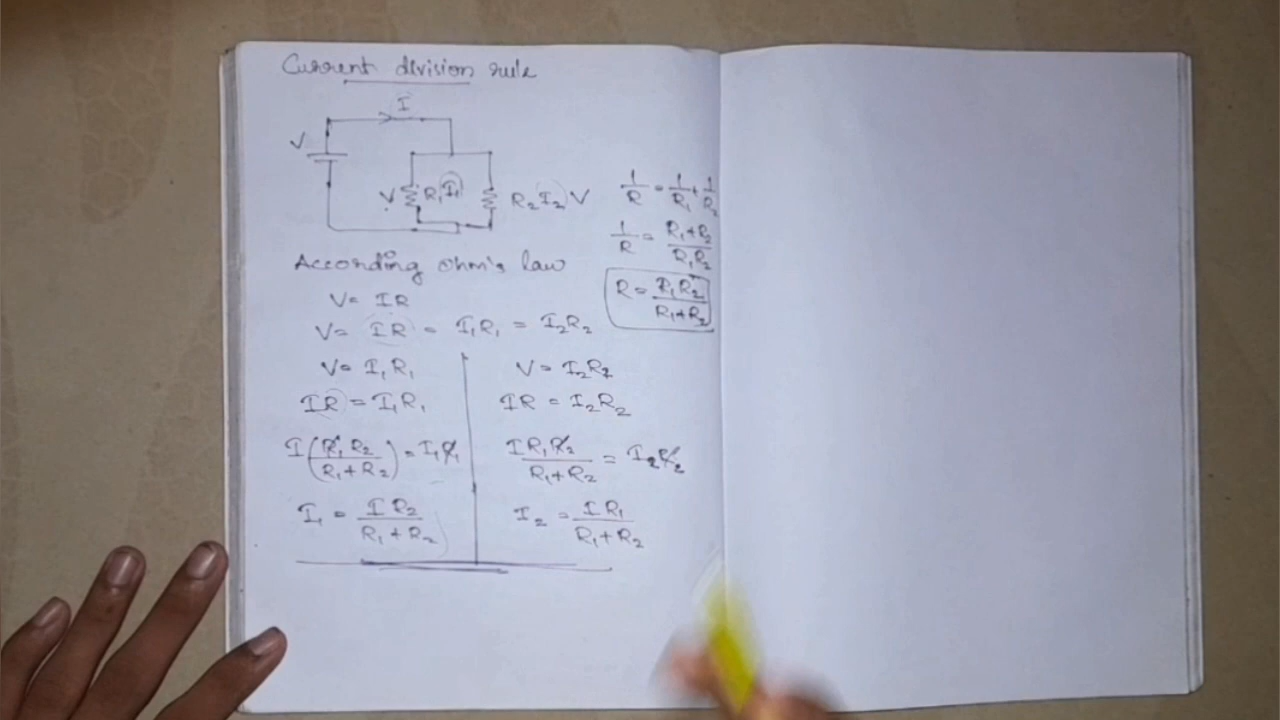 Current division rule
I
V
V R₁ I₁ R₂ I₂ V
1/R = 1/R₁ + 1/R₂
1/R = R₁+R₂/R₁R₂
R = R₁R₂/R₁+R₂
According ohm's law
V = IR
V = IR = I₁R₁ = I₂R₂
V = I₁R₁
IR = I₁R₁
I(R₁R₂/R₁+R₂) = I₁R₁
I₁ = IR₂/R₁+R₂
V = I₂R₂
IR = I₂R₂
IR₁R₂/R₁+R₂ = I₂R₂
I₂ = IR₁/R₁+R₂